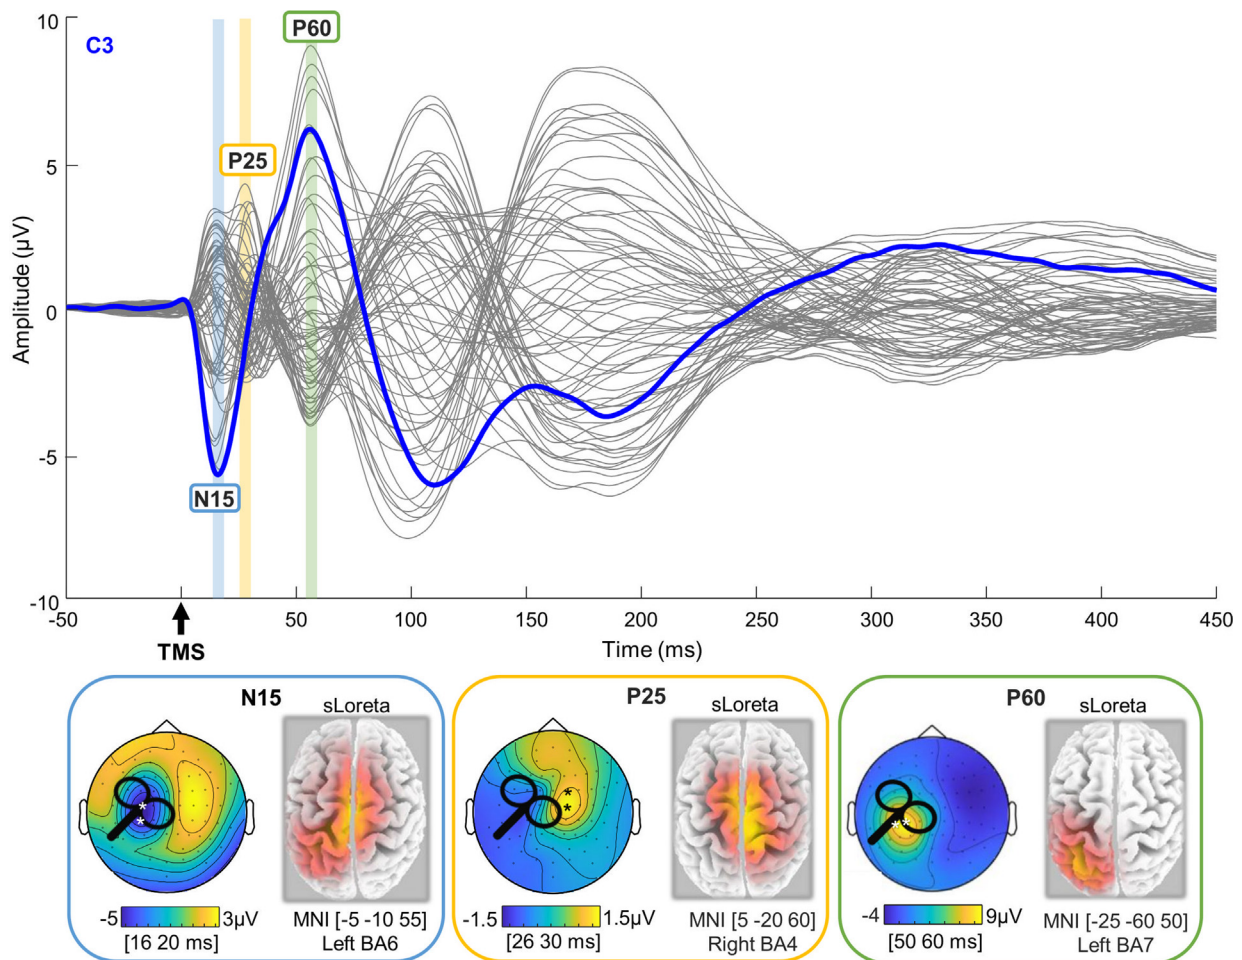 10
C3
P60
P25
5
Amplitude (µV)
0
-5
N15
-10
-50
50
100
150
200
250
300
350
400
450
TMS
Time (ms)
N15
sLoreta
-5
3µV
[16 20 ms]
MNI [-5 -10 55]
Left BA6
P25
sLoreta
-1.5
1.5µV
[26 30 ms]
MNI [5 -20 60]
Right BA4
P60
sLoreta
-4
9µV
[50 60 ms]
MNI [-25 -60 50]
Left BA7